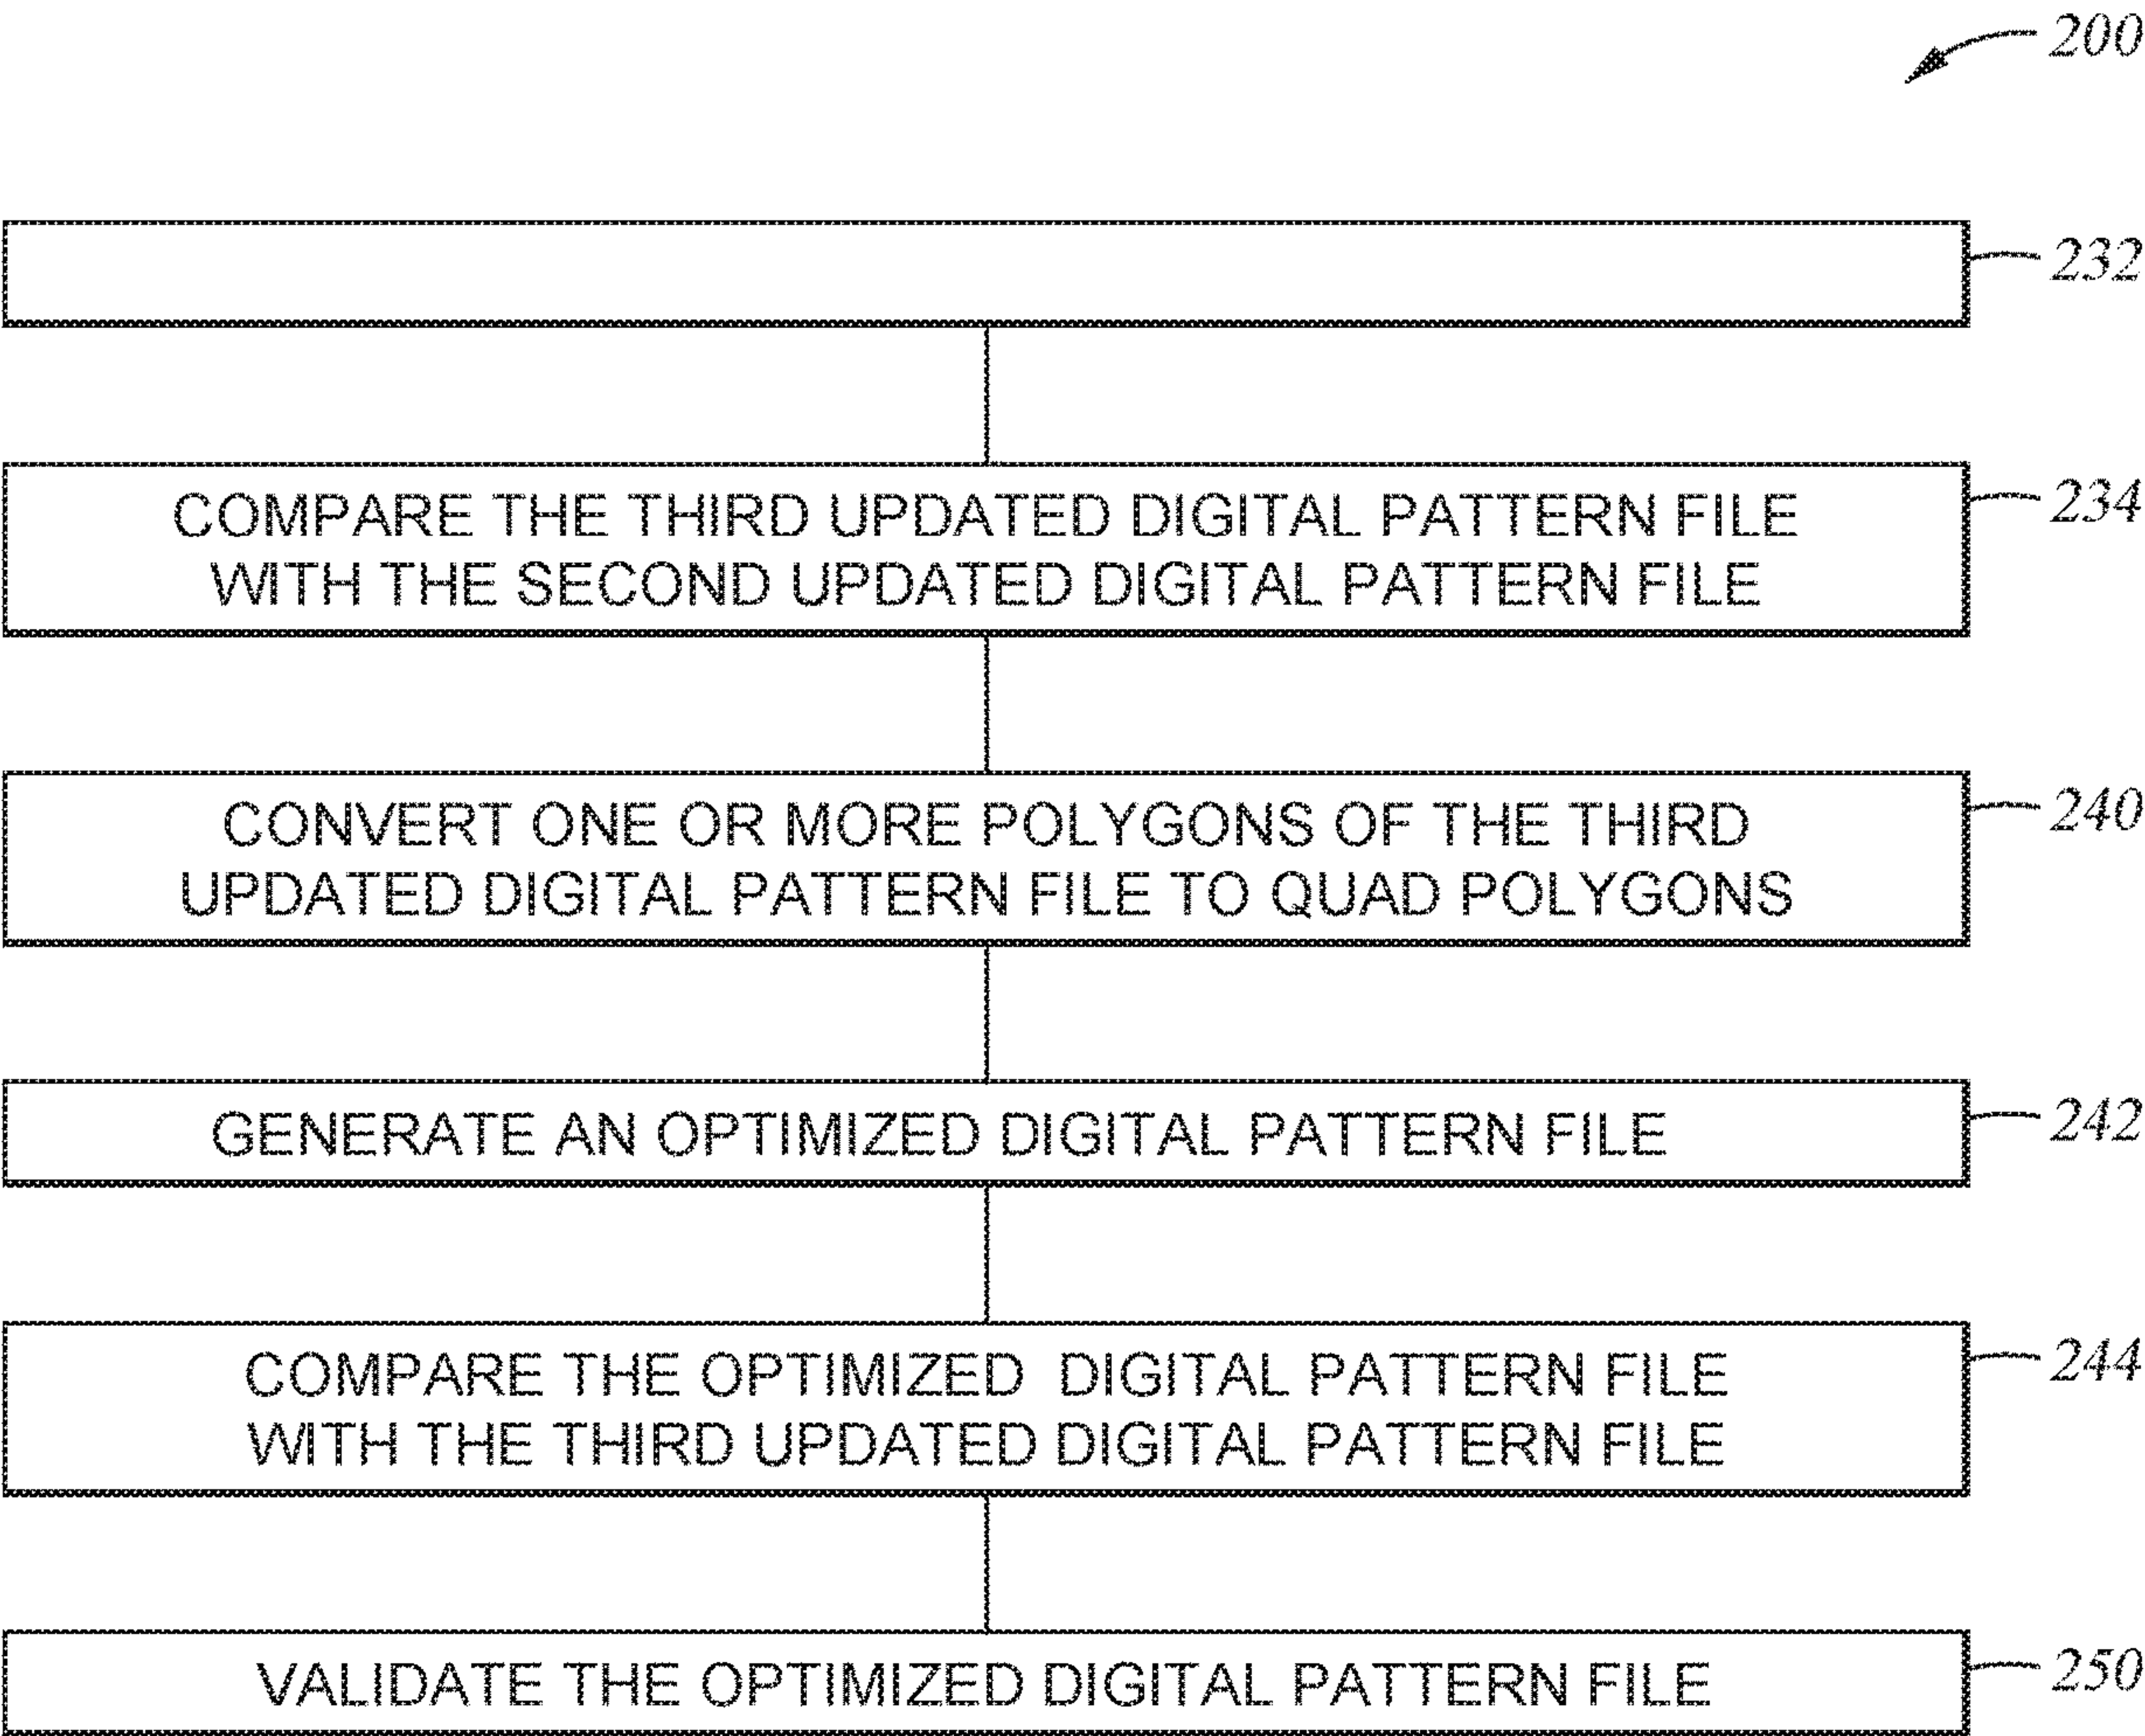 200
232
COMPARE THE THIRD UPDATED DIGITAL PATTERN FILE
WITH THE SECOND UPDATED DIGITAL PATTERN FILE
234
CONVERT ONE OR MORE POLYGONS OF THE THIRD
UPDATED DIGITAL PATTERN FILE TO QUAD POLYGONS
240
GENERATE AN OPTIMIZED DIGITAL PATTERN FILE
242
COMPARE THE OPTIMIZED DIGITAL PATTERN FILE
WITH THE THIRD UPDATED DIGITAL PATTERN FILE
244
VALIDATE THE OPTIMIZED DIGITAL PATTERN FILE
250